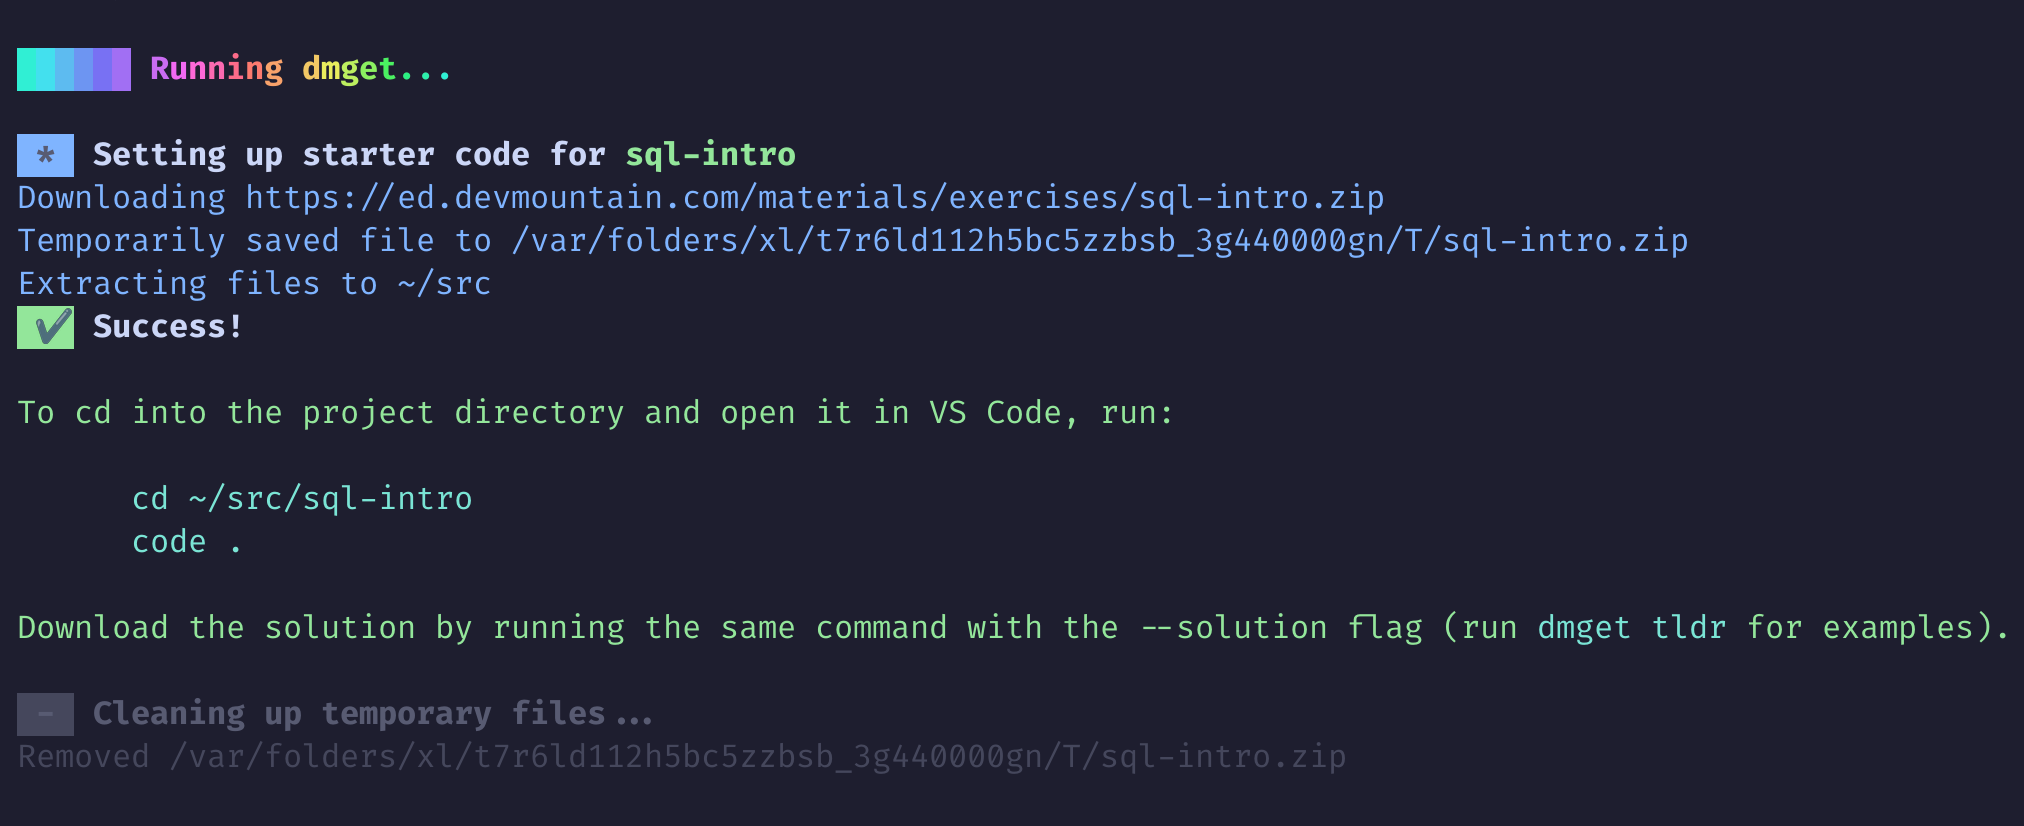 Running dmget...
* Setting up starter code for sql-intro
Downloading https://ed.devmountain.com/materials/exercises/sql-intro.zip
Temporarily saved file to /var/folders/xl/t7r6ld112h5bc5zzbsb_3g440000gn/T/sql-intro.zip
Extracting files to ~/src
✔ Success!
To cd into the project directory and open it in VS Code, run:
cd ~/src/sql-intro
code .
Download the solution by running the same command with the --solution flag (run dmget tldr for examples).
- Cleaning up temporary files...
Removed /var/folders/xl/t7r6ld112h5bc5zzbsb_3g440000gn/T/sql-intro.zip